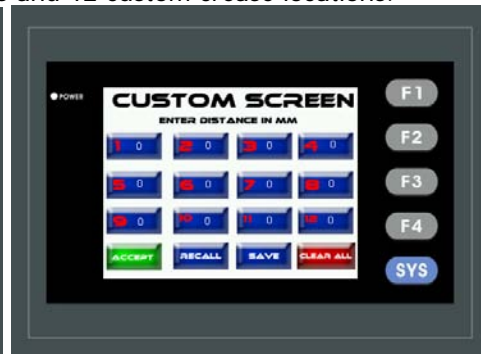 and 12 custom crease locations.
POWER
CUSTOM SCREEN
ENTER DISTANCE IN MM
1 0 2 0 3 0 4 0
5 0 6 0 7 0 8 0
9 0 10 0 11 0 12 0
ACCEPT RECALL SAVE CLEAR ALL
F1
F2
F3
F4
SYS